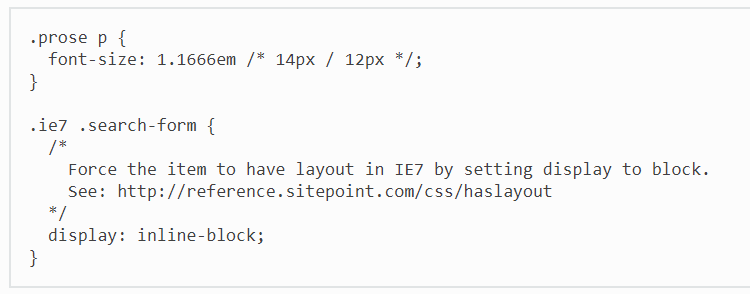 .prose p {
  font-size: 1.1666em /* 14px / 12px */;
}

.ie7 .search-form {
  /*
    Force the item to have layout in IE7 by setting display to block.
    See: http://reference.sitepoint.com/css/haslayout
  */
  display: inline-block;
}